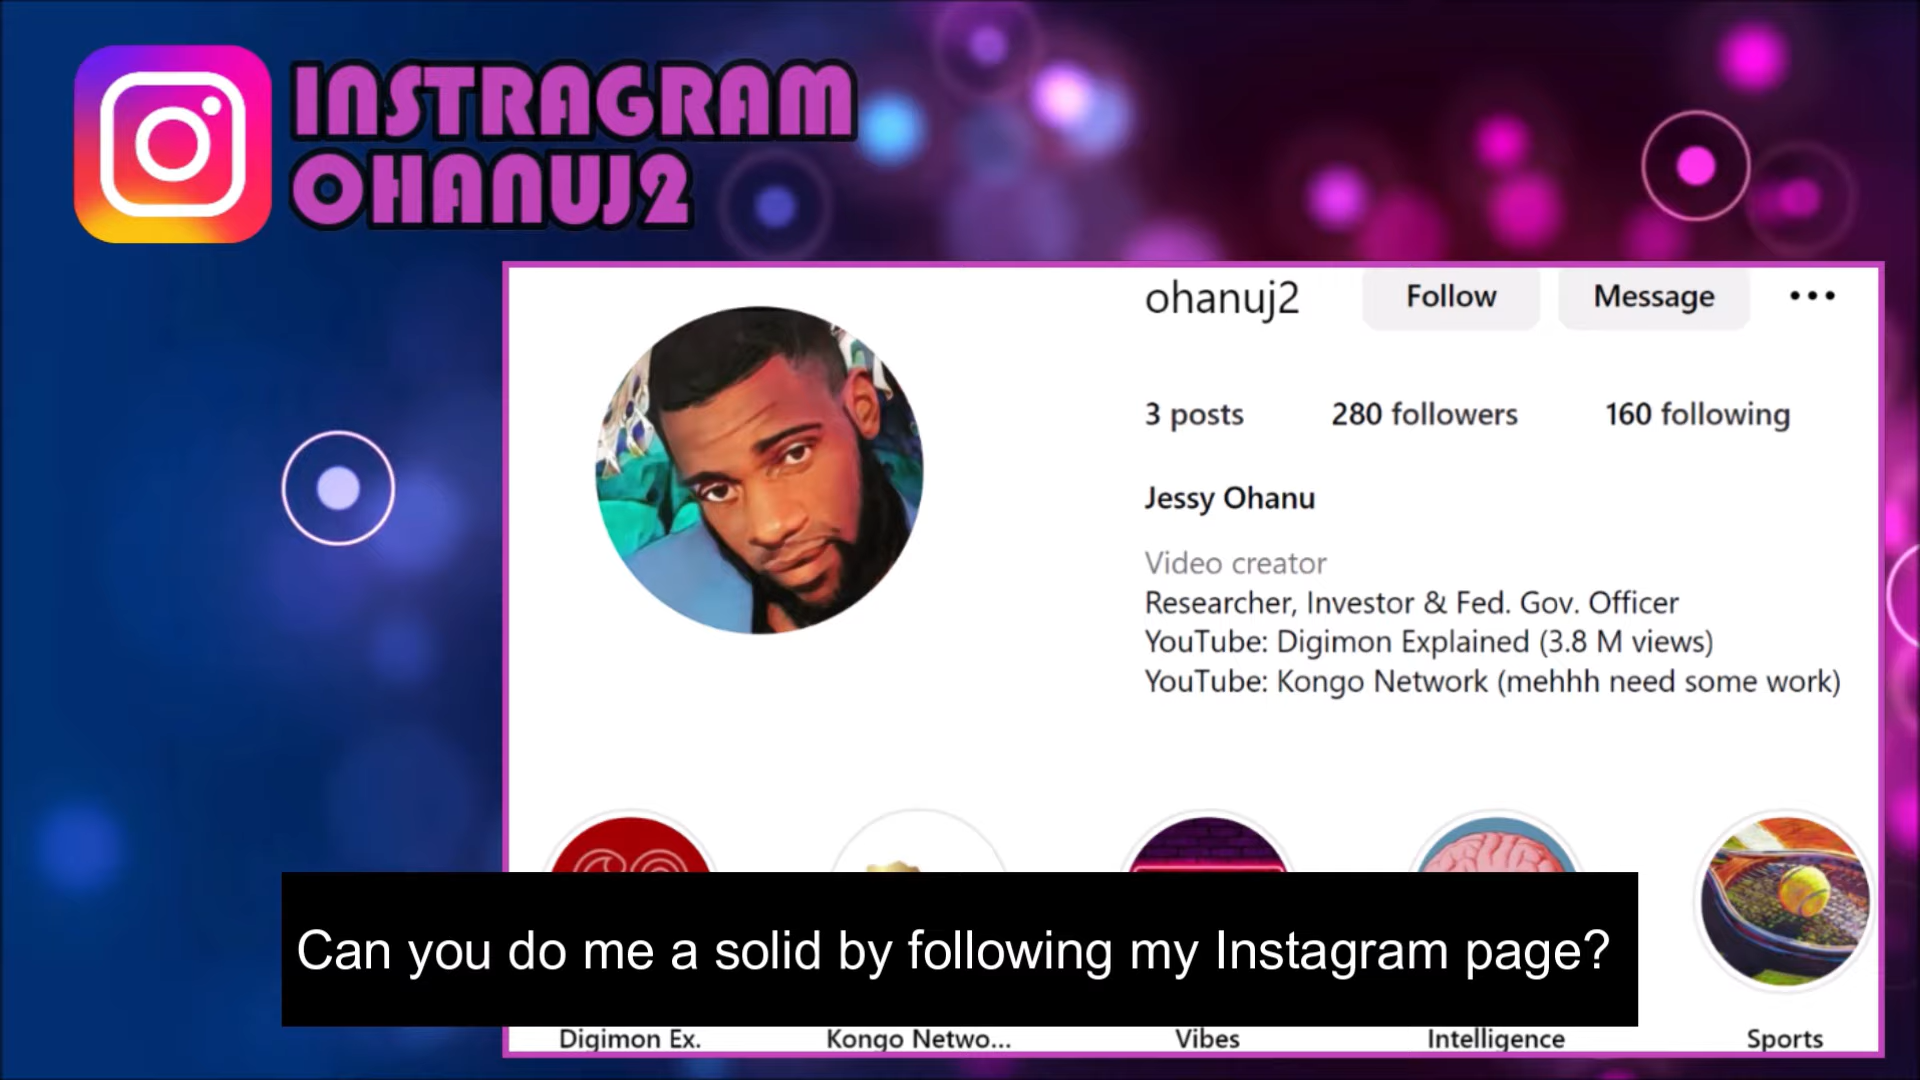 INSTRAGRAM
OHANUJ2
ohanuj2 Follow Message
3 posts 280 followers 160 following
Jessy Ohanu
Video creator
Researcher, Investor & Fed. Gov. Officer
YouTube: Digimon Explained (3.8 M views)
YouTube: Kongo Network (mehhh need some work)
Can you do me a solid by following my Instagram page?
Digimon Ex. Kongo Netwo... Vibes Intelligence Sports